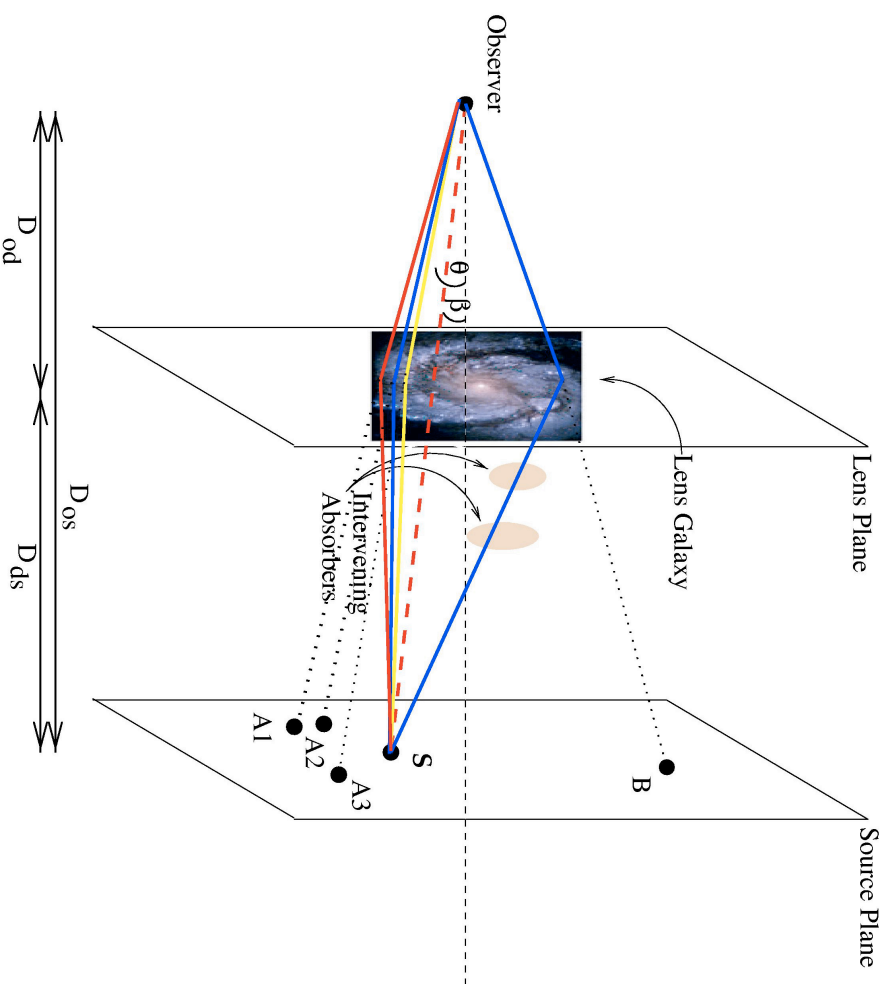 Observer
Lens Plane
Lens Galaxy
Source Plane
θ
β
Intervening
Absorbers
B
S
A3
A2
A1
D od
D ds
D os